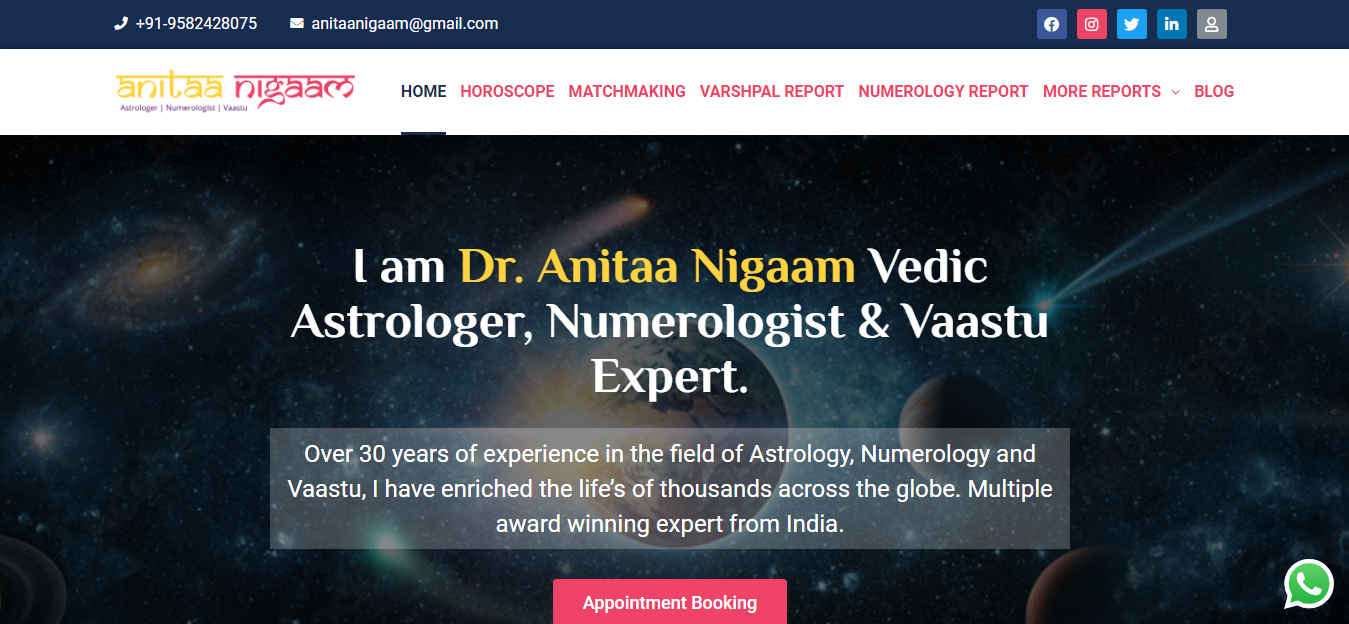 +91-9582428075 anitaanigaam@gmail.com
anitaa nigaam
Astrologer | Numerologist | Vaastu
HOME HOROSCOPE MATCHMAKING VARSHPAL REPORT NUMEROLOGY REPORT MORE REPORTS BLOG
I am Dr. Anitaa Nigaam Vedic
Astrologer, Numerologist & Vaastu
Expert.
Over 30 years of experience in the field of Astrology, Numerology and
Vaastu, I have enriched the life’s of thousands across the globe. Multiple
award winning expert from India.
Appointment Booking